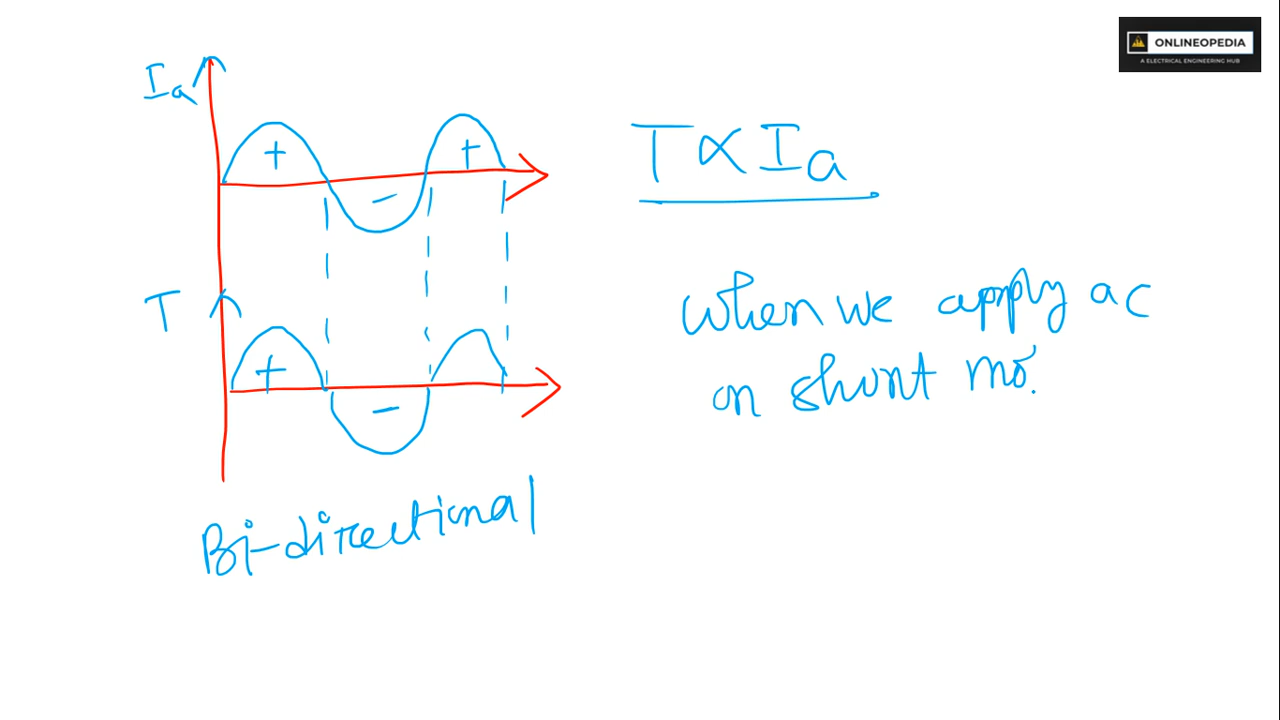 ONLINEOPEDIA
A ELECTRICAL ENGINEERING HUB
Ia
+
+
-
T ∝ Ia
T
+
-
when we apply ac
on shunt mo
Bi-directional